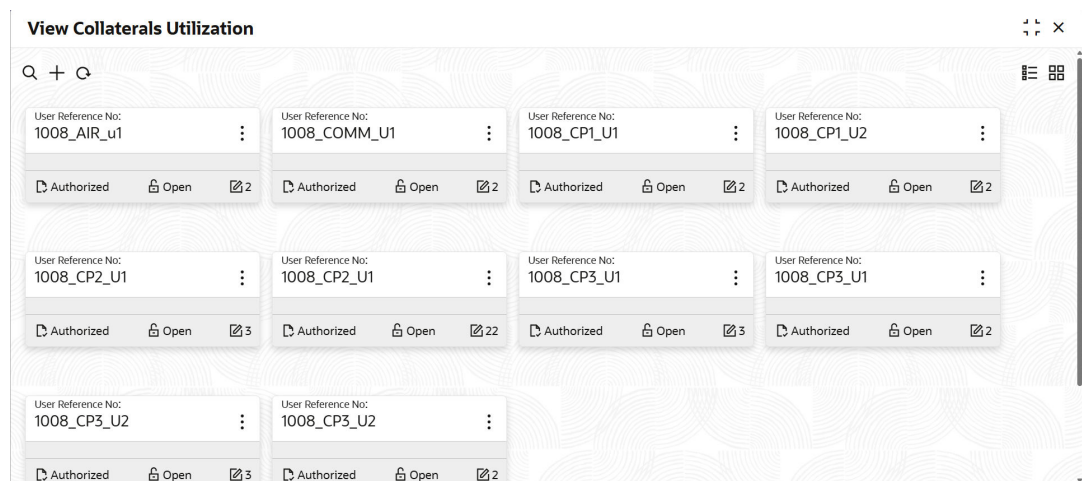 View Collaterals Utilization
User Reference No:
1008_AIR_u1
Authorized Open 2
User Reference No:
1008_COMM_U1
Authorized Open 2
User Reference No:
1008_CP1_U1
Authorized Open 2
User Reference No:
1008_CP1_U2
Authorized Open 2
User Reference No:
1008_CP2_U1
Authorized Open 3
User Reference No:
1008_CP2_U1
Authorized Open 22
User Reference No:
1008_CP3_U1
Authorized Open 3
User Reference No:
1008_CP3_U1
Authorized Open 2
User Reference No:
1008_CP3_U2
Authorized Open 3
User Reference No:
1008_CP3_U2
Authorized Open 2